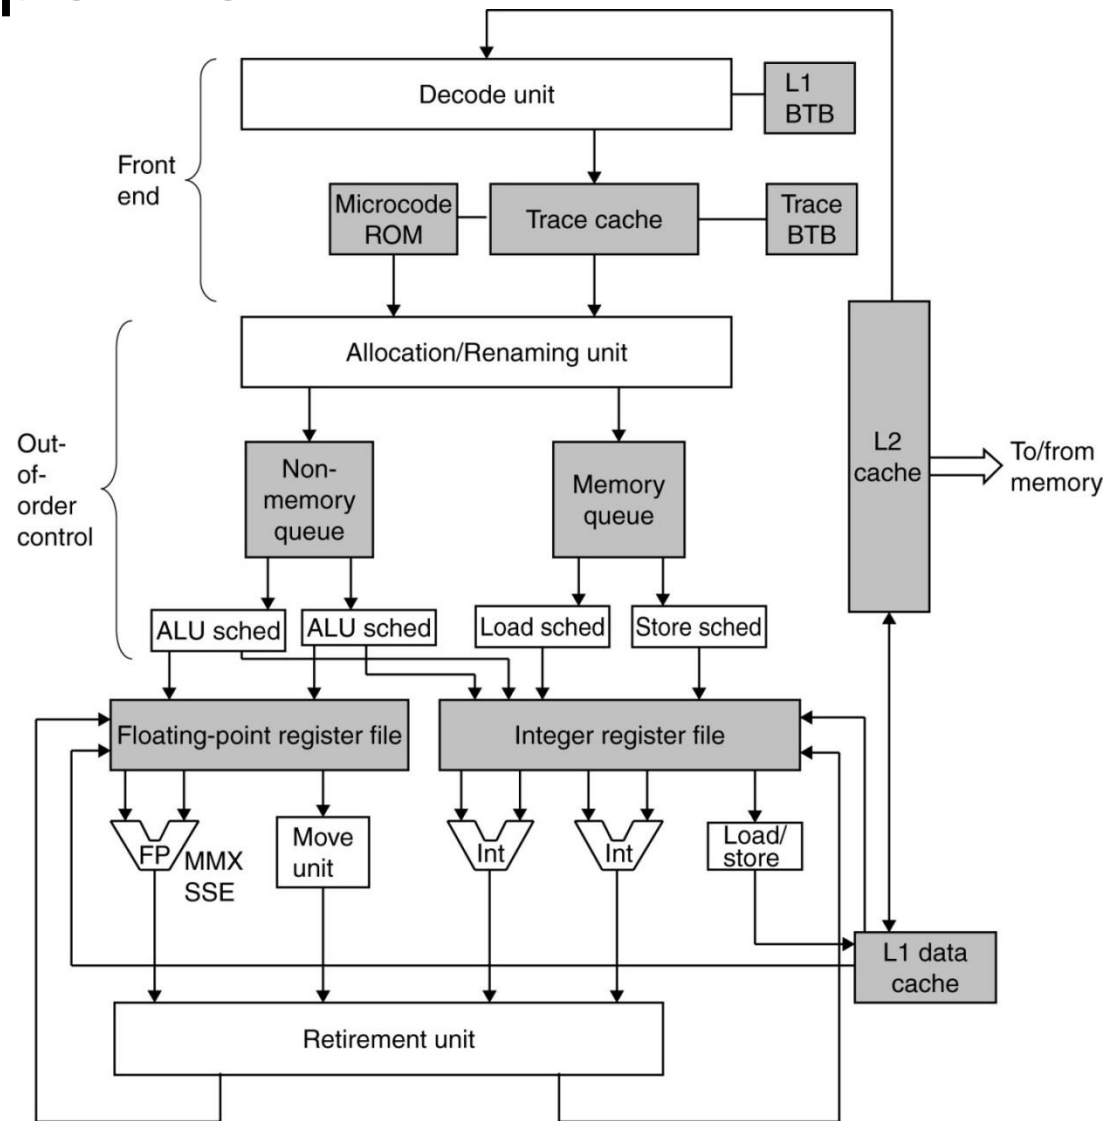 Decode unit
L1
BTB
Front
end
Microcode
ROM
Trace cache
Trace
BTB
Allocation/Renaming unit
Out-
of-
order
control
Non-
memory
queue
Memory
queue
L2
cache
To/from
memory
ALU sched
ALU sched
Load sched
Store sched
Floating-point register file
Integer register file
FP
MMX
SSE
Move
unit
Int
Int
Load/
store
L1 data
cache
Retirement unit